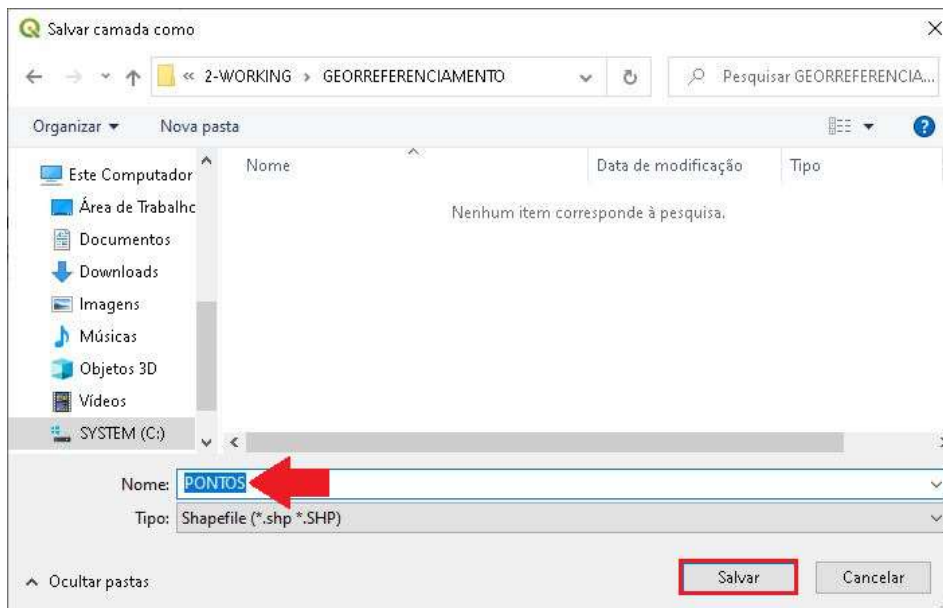 Salvar camada como
« 2-WORKING › GEORREFERENCIAMENTO
Pesquisar GEORREFERENCIA...
Organizar
Nova pasta
Nome
Data de modificação
Tipo
Nenhum item corresponde à pesquisa.
Este Computador
Área de Trabalhc
Documentos
Downloads
Imagens
Músicas
Objetos 3D
Vídeos
SYSTEM (C:)
Nome: PONTOS
Tipo: Shapefile (*.shp *.SHP)
Ocultar pastas
Salvar
Cancelar